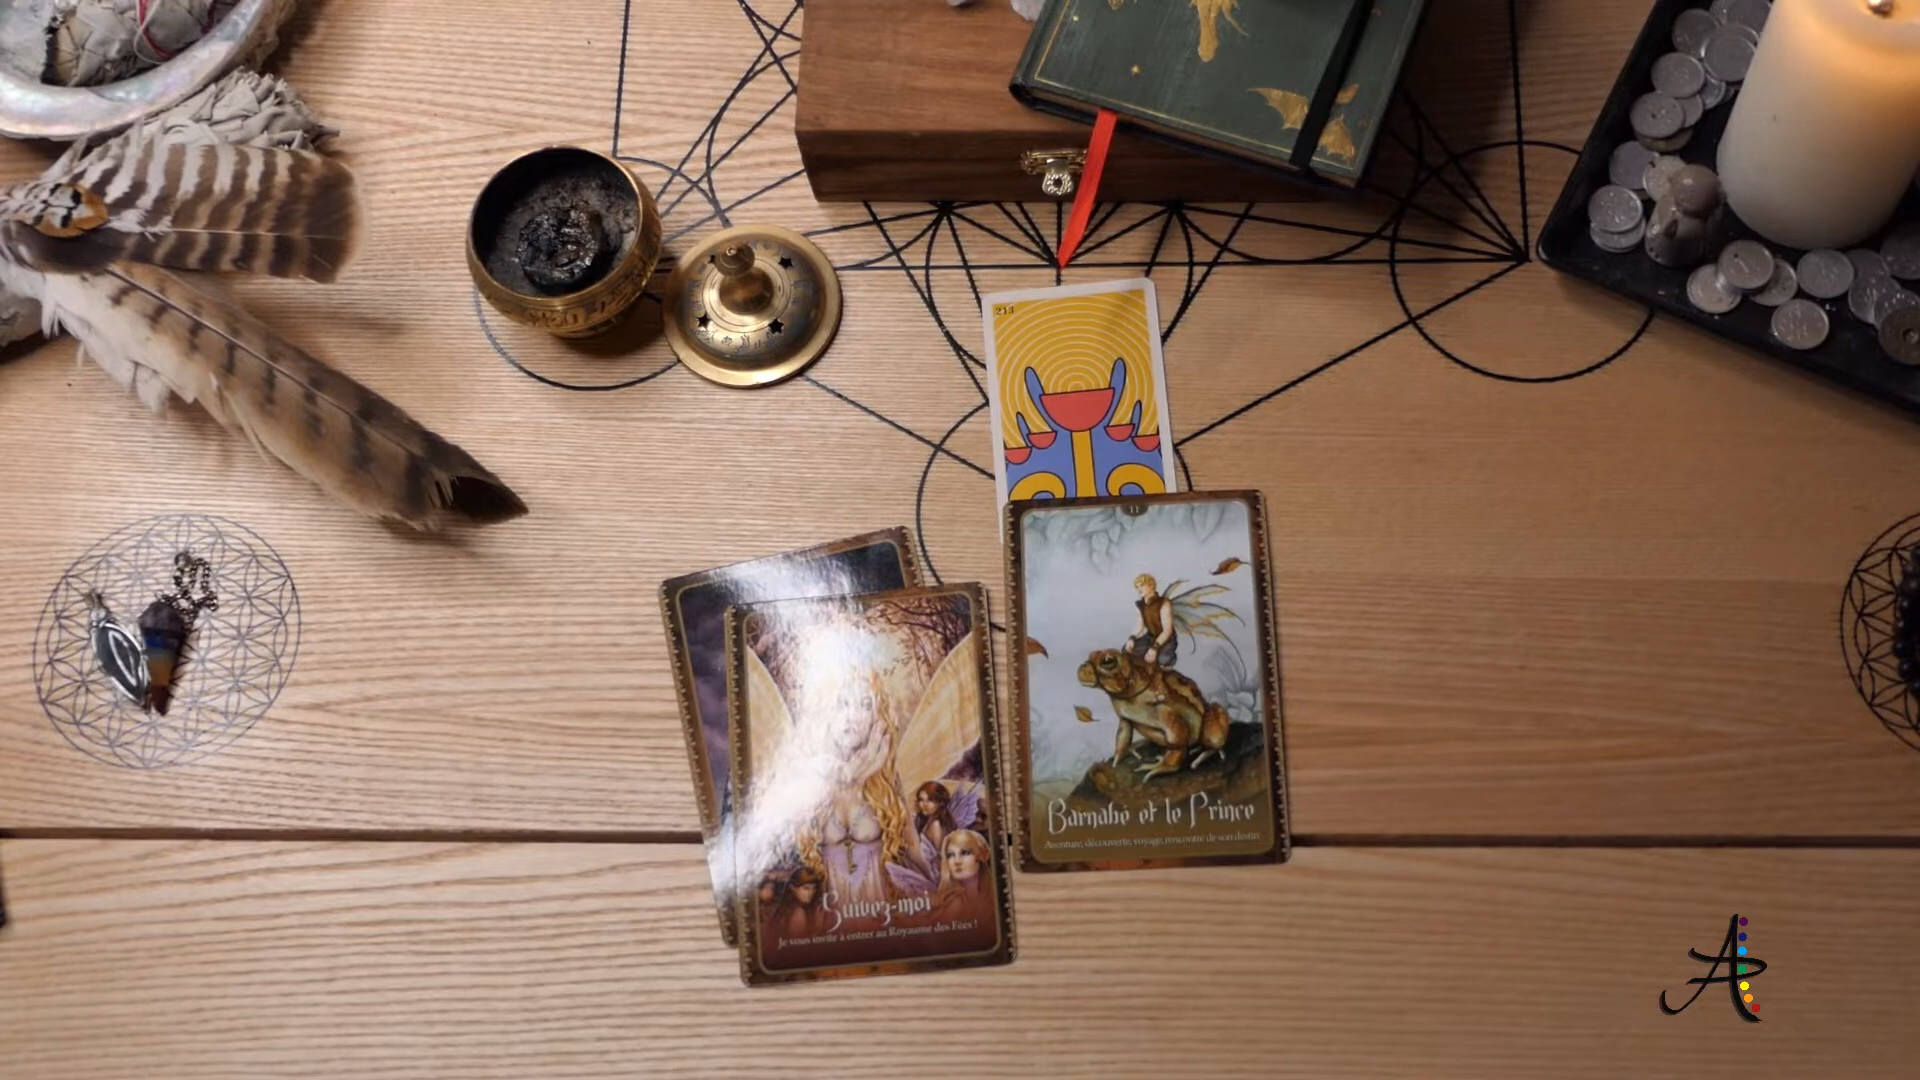 213
11
Barnabé et le Prince
Aventure, découverte, voyage, rencontre de son destin
Suivez-moi
Je vous invite à entrer au Royaume des Fées !